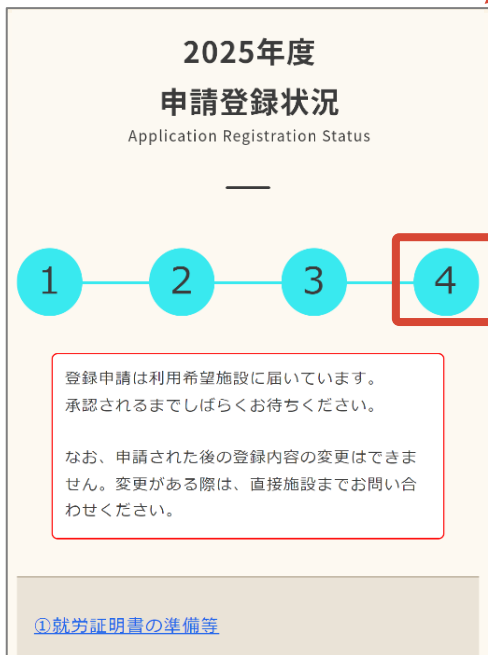 2025年度
申請登録状況
Application Registration Status
1
2
3
4
登録申請は利用希望施設に届いています。
承認されるまでしばらくお待ちください。
なお、申請された後の登録内容の変更はできま
せん。変更がある際は、直接施設までお問い合
わせください。
①就労証明書の準備等